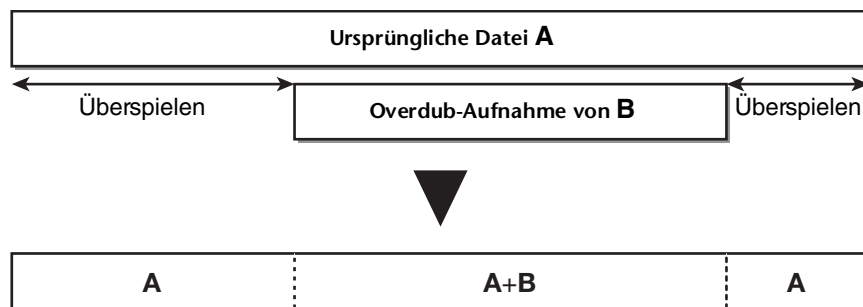 Ursprüngliche Datei A
Überspielen
Overdub-Aufnahme von B
Überspielen
A
A+B
A